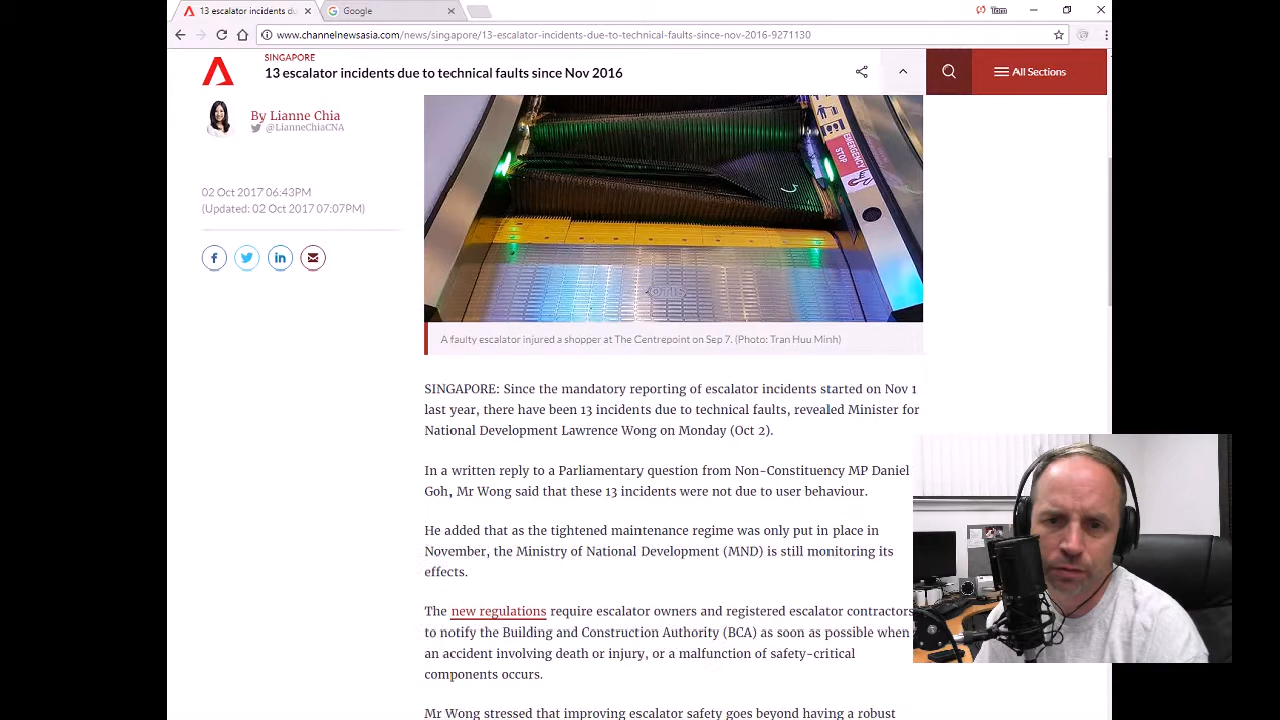 13 escalator incidents du
Google
Tom
www.channelnewsasia.com/news/singapore/13-escalator-incidents-due-to-technical-faults-since-nov-2016-9271130
SINGAPORE
13 escalator incidents due to technical faults since Nov 2016
All Sections
By Lianne Chia
@LianneChiaCNA
02 Oct 2017 06:43PM
(Updated: 02 Oct 2017 07:07PM)
EMERGENCY
STOP
OTIS
A faulty escalator injured a shopper at The Centrepoint on Sep 7. (Photo: Tran Huu Minh)
SINGAPORE: Since the mandatory reporting of escalator incidents started on Nov 1
last year, there have been 13 incidents due to technical faults, revealed Minister for
National Development Lawrence Wong on Monday (Oct 2).
In a written reply to a Parliamentary question from Non-Constituency MP Daniel
Goh, Mr Wong said that these 13 incidents were not due to user behaviour.
He added that as the tightened maintenance regime was only put in place in
November, the Ministry of National Development (MND) is still monitoring its
effects.
The new regulations require escalator owners and registered escalator contractors
to notify the Building and Construction Authority (BCA) as soon as possible when
an accident involving death or injury, or a malfunction of safety-critical
components occurs.
Mr Wong stressed that improving escalator safety goes beyond having a robust